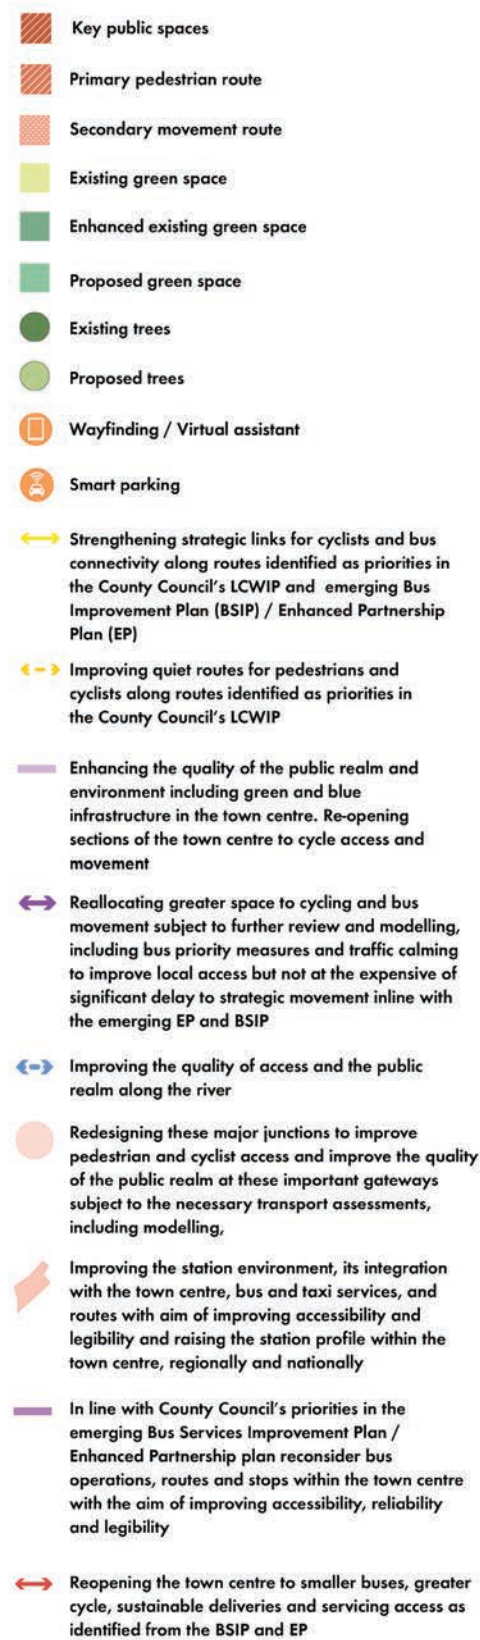 Key public spaces
Primary pedestrian route
Secondary movement route
Existing green space
Enhanced existing green space
Proposed green space
Existing trees
Proposed trees
Wayfinding / Virtual assistant
Smart parking
Strengthening strategic links for cyclists and bus
connectivity along routes identified as priorities in
the County Council's LCWIP and emerging Bus
Improvement Plan (BSIP) / Enhanced Partnership
Plan (EP)
Improving quiet routes for pedestrians and
cyclists along routes identified as priorities in
the County Council's LCWIP
Enhancing the quality of the public realm and
environment including green and blue
infrastructure in the town centre. Re-opening
sections of the town centre to cycle access and
movement
Reallocating greater space to cycling and bus
movement subject to further review and modelling,
including bus priority measures and traffic calming
to improve local access but not at the expensive of
significant delay to strategic movement inline with
the emerging EP and BSIP
Improving the quality of access and the public
realm along the river
Redesigning these major junctions to improve
pedestrian and cyclist access and improve the quality
of the public realm at these important gateways
subject to the necessary transport assessments,
including modelling,
Improving the station environment, its integration
with the town centre, bus and taxi services, and
routes with aim of improving accessibility and
legibility and raising the station profile within the
town centre, regionally and nationally
In line with County Council's priorities in the
emerging Bus Services Improvement Plan /
Enhanced Partnership plan reconsider bus
operations, routes and stops within the town centre
with the aim of improving accessibility, reliability
and legibility
Reopening the town centre to smaller buses, greater
cycle, sustainable deliveries and servicing access as
identified from the BSIP and EP